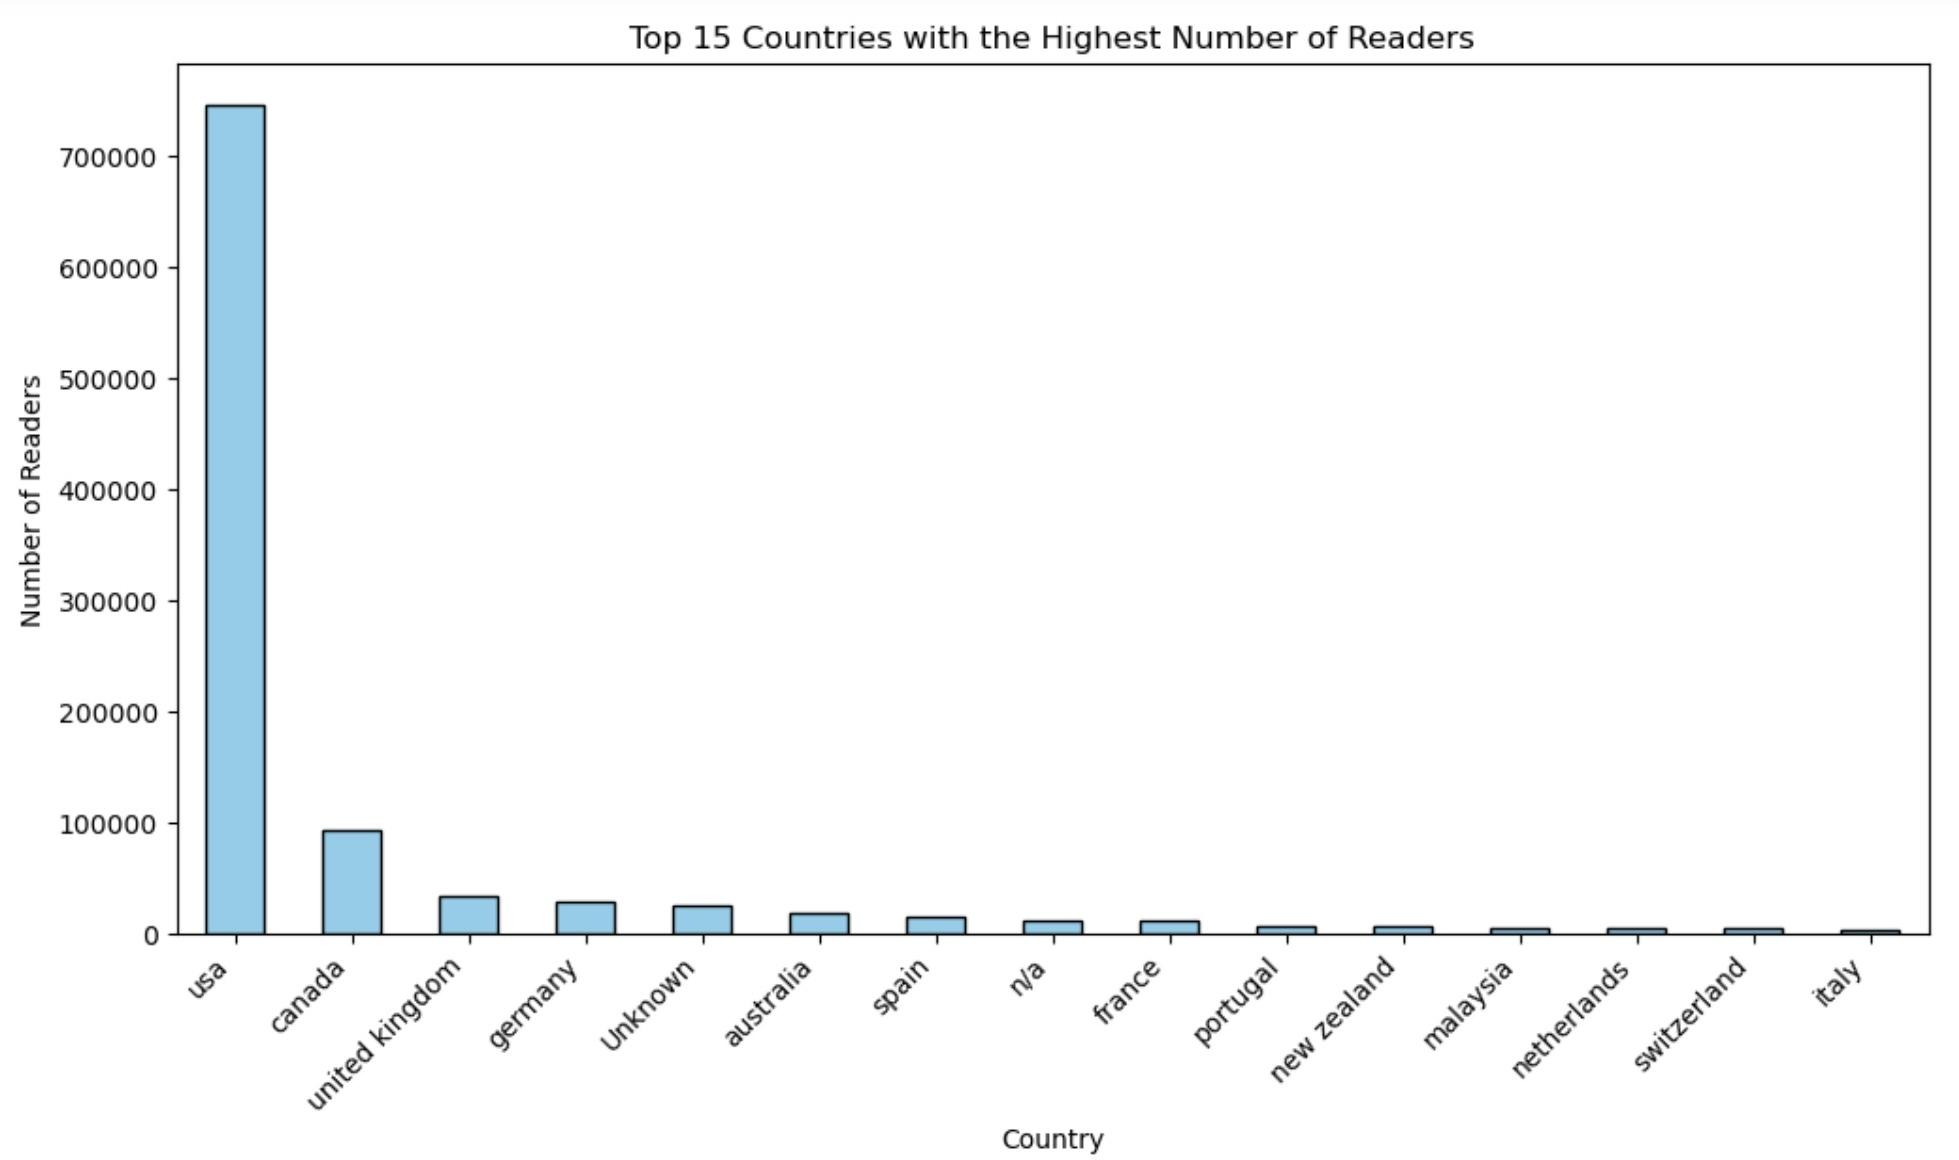 Top 15 Countries with the Highest Number of Readers
Number of Readers
700000
600000
500000
400000
300000
200000
100000
0
usa
canada
united kingdom
germany
Unknown
australia
spain
n/a
france
portugal
new zealand
malaysia
netherlands
switzerland
italy
Country